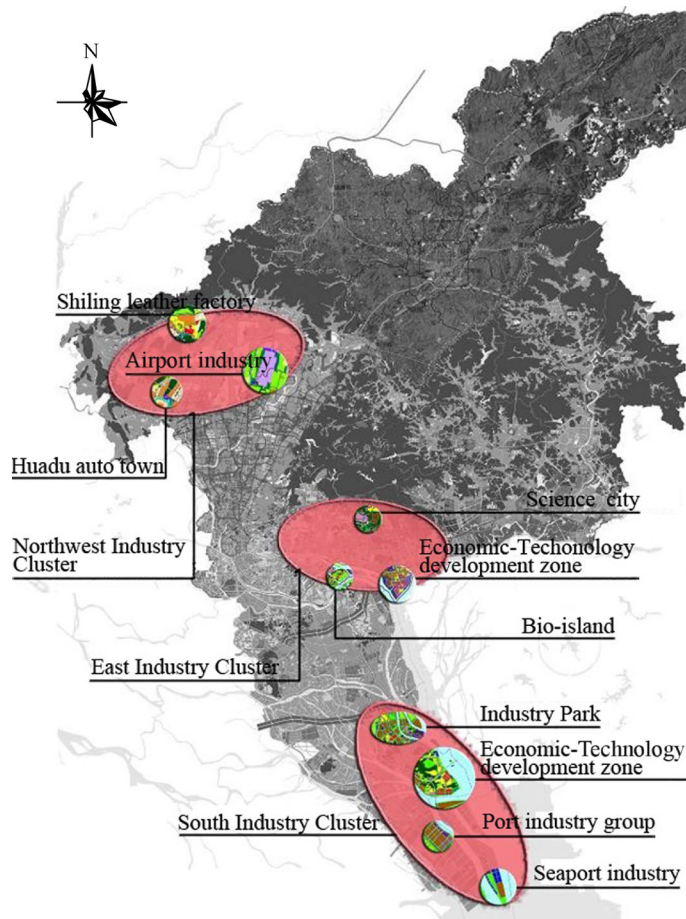 N
Shiling leather factory
Airport industry
Huadu auto town
Science city
Northwest Industry
Cluster
Economic-Techonology
development zone
Bio-island
East Industry Cluster
Industry Park
Economic-Technology
development zone
South Industry Cluster
Port industry group
Seaport industry